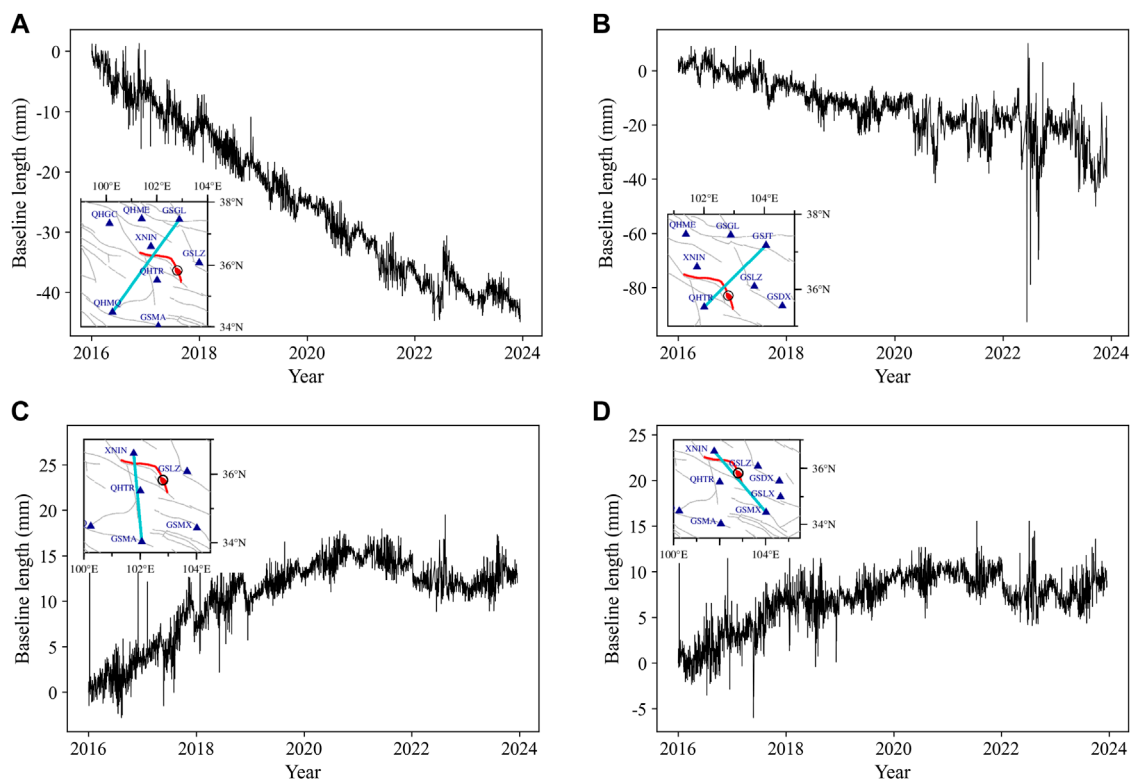 A
0
-10
-20
-30
-40
Baseline length (mm)
2016
2018
2020
2022
2024
Year
100°E
102°E
104°E
38°N
36°N
34°N
QHGC
QHME
GSGL
XNIN
GSLZ
QHTR
QHMQ
GSMA
B
0
-20
-40
-60
-80
Baseline length (mm)
2016
2018
2020
2022
2024
Year
102°E
104°E
38°N
36°N
QHME
GSGL
GSJT
XNIN
GSLZ
QHTR
GSDX
C
25
20
15
10
5
0
Baseline length (mm)
2016
2018
2020
2022
2024
Year
XNIN
GSLZ
QHTR
GSMX
GSMA
36°N
34°N
100°E
102°E
104°E
D
25
20
15
10
5
0
-5
Baseline length (mm)
2016
2018
2020
2022
2024
Year
XNIN
GSLZ
QHTR
GSDX
GSLX
GSMX
GSMA
36°N
34°N
100°E
104°E